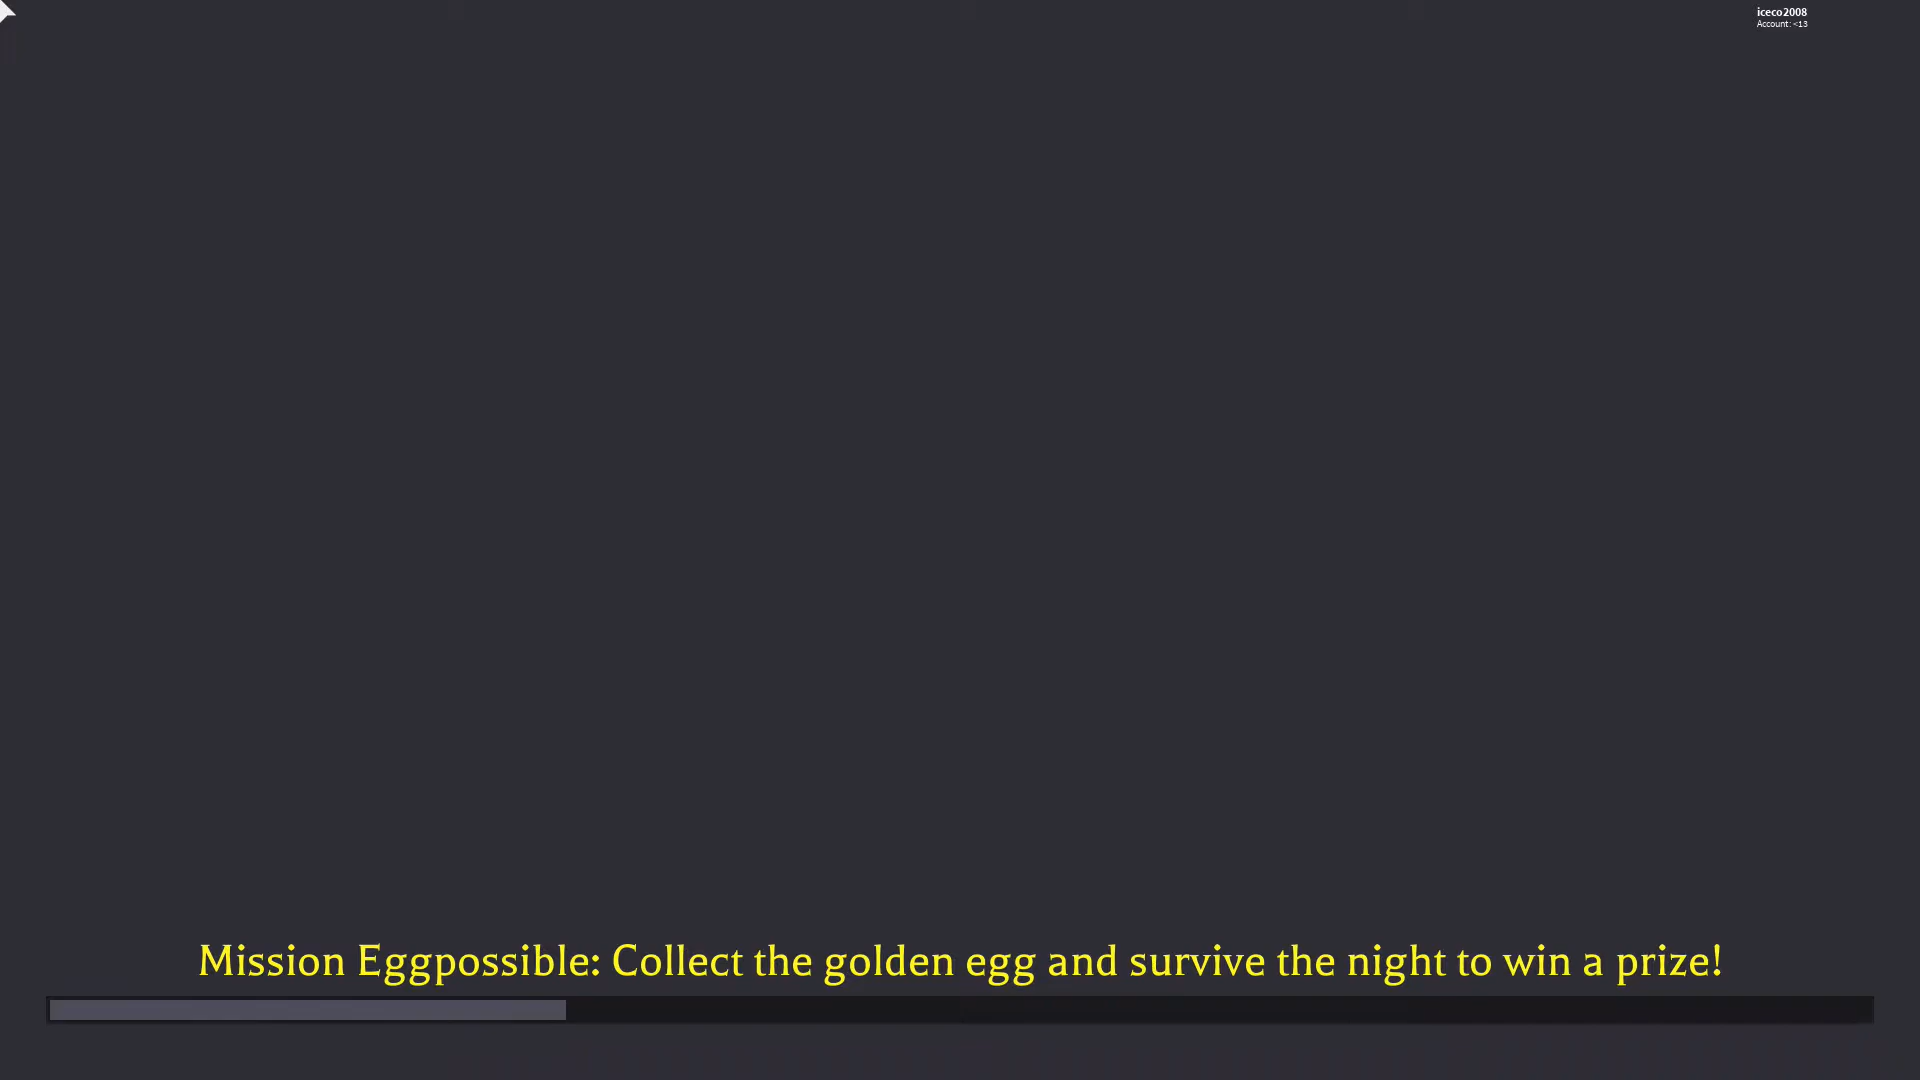 iceco2008
Account: <13
Mission Eggpossible: Collect the golden egg and survive the night to win a prize!